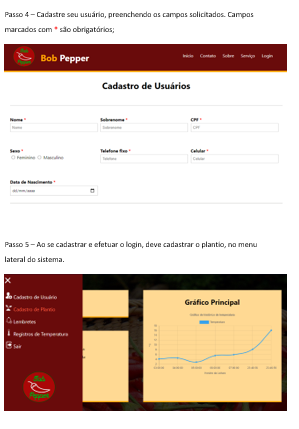 Passo 4 – Cadastre seu usuário, preenchendo os campos solicitados. Campos
marcados com * são obrigatórios;
Bob Pepper
Início Contato Sobre Serviço Login
Cadastro de Usuários
Nome * Sobrenome * CPF *
Nome Sobrenome CPF
Sexo * Telefone fixo * Celular *
Feminino Masculino Telefone Celular
Data de Nascimento *
dd/mm/aaaa
Passo 5 – Ao se cadastrar e efetuar o login, deve cadastrar o plantio, no menu
lateral do sistema.
Cadastro de Usuário
Cadastro de Plantio
Lembretes
Registros de Temperatura
Sair
Bob
Pepper
Gráfico Principal